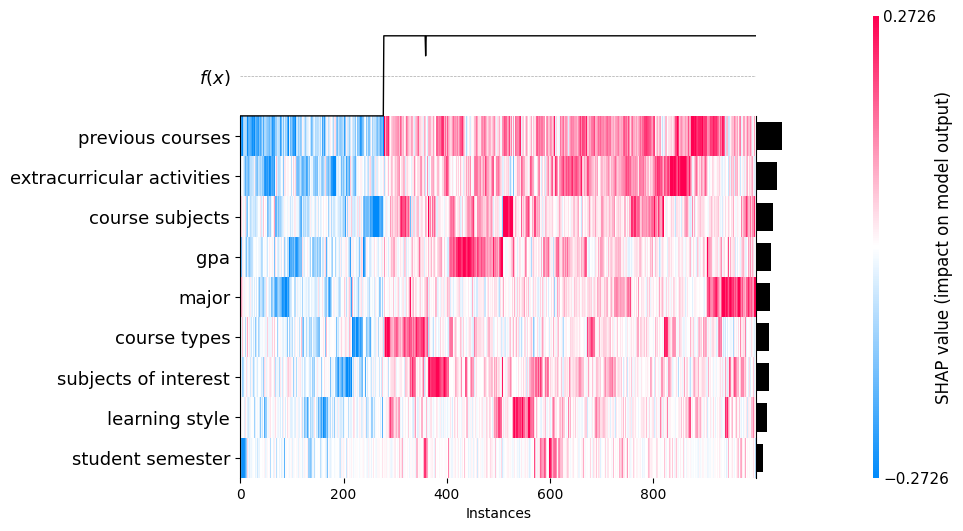 0.2726
f(x)
previous courses
extracurricular activities
course subjects
gpa
major
course types
subjects of interest
learning style
student semester
SHAP value (impact on model output)
−0.2726
0 200 400 600 800
Instances